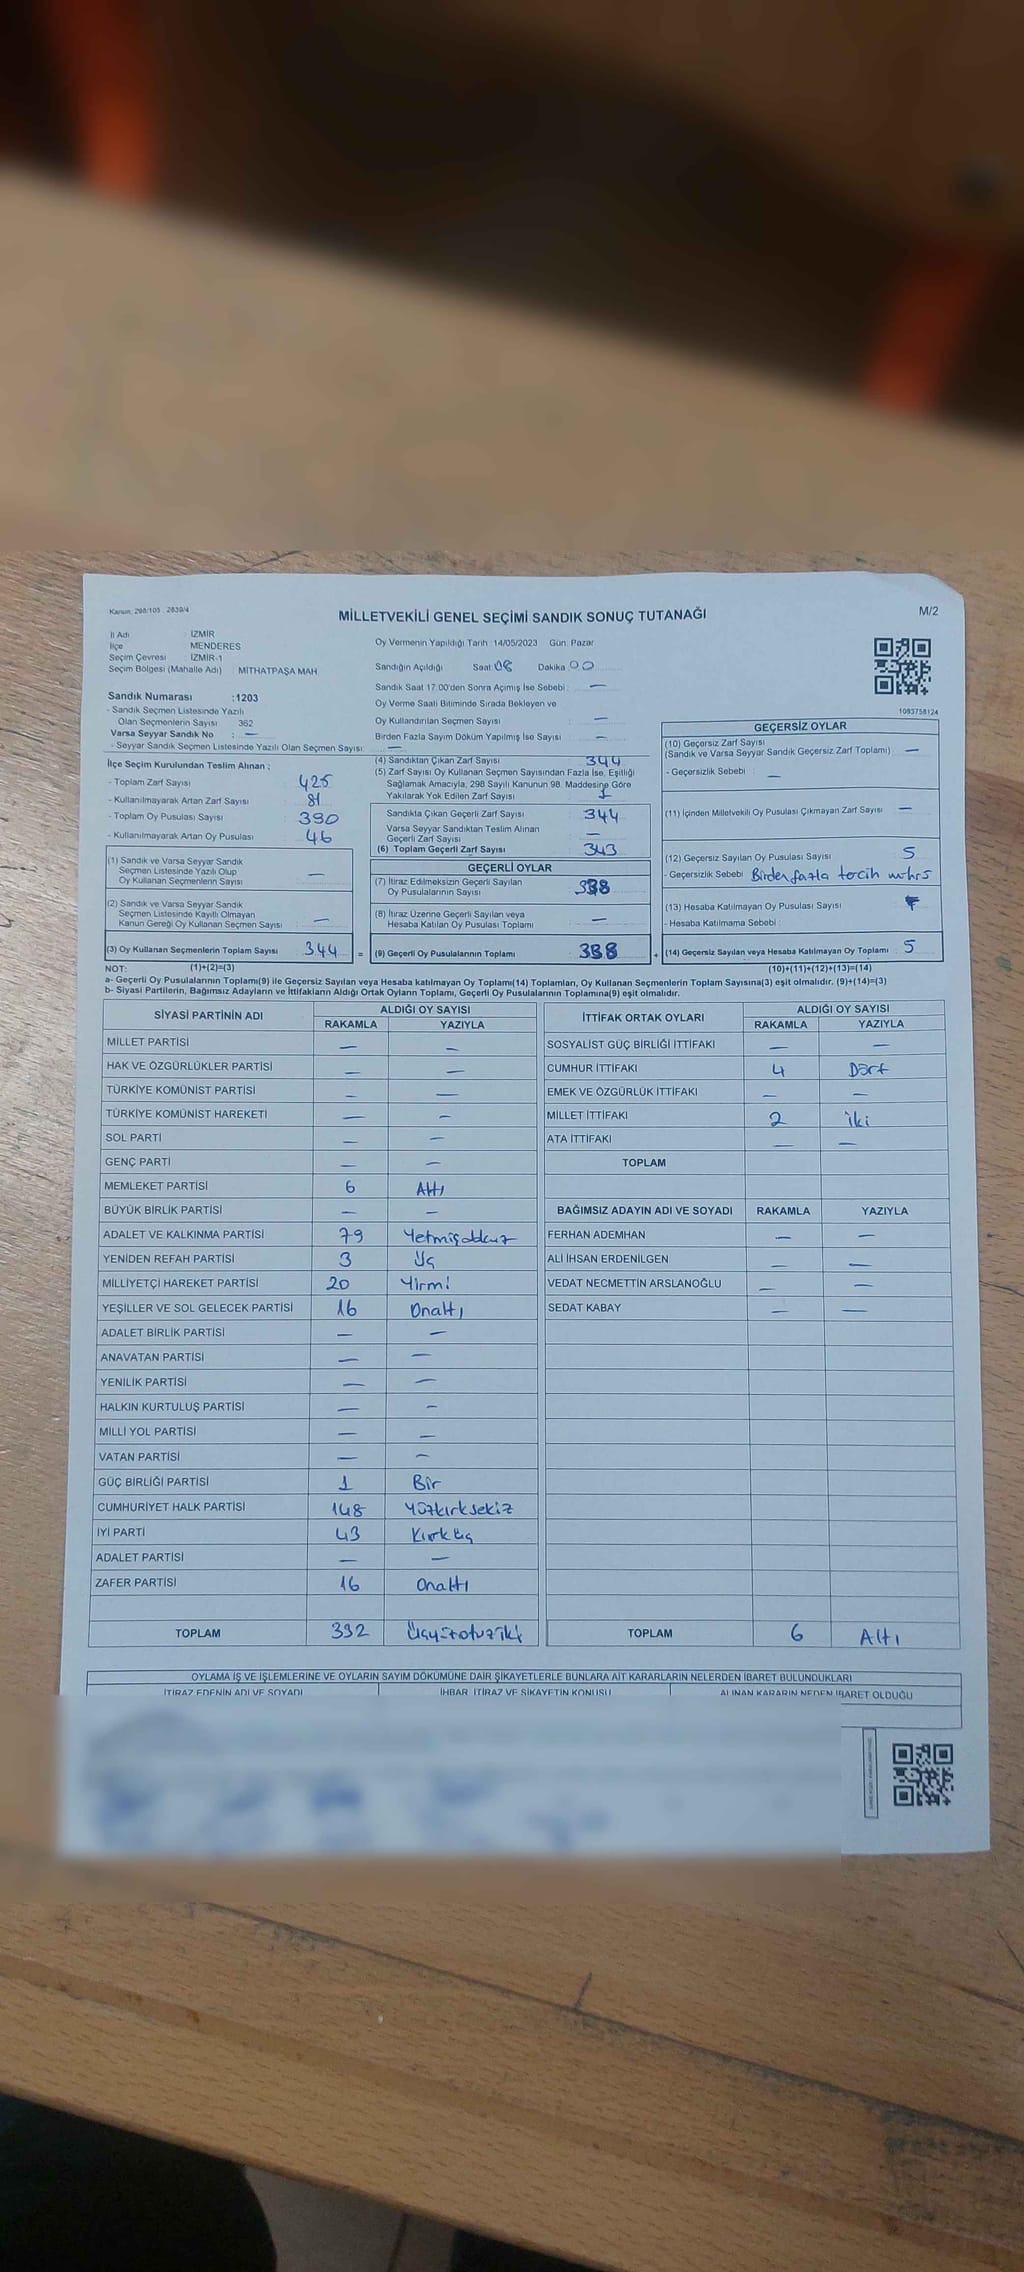 Kanun: 298/105 , 2839/4
MİLLETVEKİLİ GENEL SEÇİMİ SANDIK SONUÇ TUTANAĞI
M/2
İl Adı : İZMİR
İlçe : MENDERES
Seçim Çevresi : İZMİR-1
Seçim Bölgesi (Mahalle Adı) : MİTHATPAŞA MAH
Sandık Numarası :1203
- Sandık Seçmen Listesinde Yazılı
Olan Seçmenlerin Sayısı 362
Varsa Seyyar Sandık No : —
- Seyyar Sandık Seçmen Listesinde Yazılı Olan Seçmen Sayısı: —
İlçe Seçim Kurulundan Teslim Alınan ;
- Toplam Zarf Sayısı : 425
- Kullanılmayarak Artan Zarf Sayısı : 81
- Toplam Oy Pusulası Sayısı : 390
- Kullanılmayarak Artan Oy Pusulası : 46
(1) Sandık ve Varsa Seyyar Sandık
Seçmen Listesinde Yazılı Olup
Oy Kullanan Seçmenlerin Sayısı —
(2) Sandık ve Varsa Seyyar Sandık
Seçmen Listesinde Kayıtlı Olmayan
Kanun Gereği Oy Kullanan Seçmen Sayısı : —
(3) Oy Kullanan Seçmenlerin Toplam Sayısı 344 =
Oy Vermenin Yapıldığı Tarih :14/05/2023 Gün: Pazar
Sandığın Açıldığı Saat: 08 Dakika 00
Sandık Saat 17:00'den Sonra Açımış İse Sebebi : —
Oy Verme Saati Bitiminde Sırada Bekleyen ve
Oy Kullandırılan Seçmen Sayısı : —
Birden Fazla Sayım Döküm Yapılmış İse Sayısı : —
(4) Sandıktan Çıkan Zarf Sayısı 344
(5) Zarf Sayısı Oy Kullanan Seçmen Sayısından Fazla İse, Eşitliği
Sağlamak Amacıyla, 298 Sayılı Kanunun 98. Maddesine Göre
Yakılarak Yok Edilen Zarf Sayısı : 1
Sandıkta Çıkan Geçerli Zarf Sayısı : 344
Varsa Seyyar Sandıktan Teslim Alınan
Geçerli Zarf Sayısı : —
(6) Toplam Geçerli Zarf Sayısı : 343
GEÇERLİ OYLAR
(7) İtiraz Edilmeksizin Geçerli Sayılan
Oy Pusulalarının Sayısı : 338
(8) İtiraz Üzerine Geçerli Sayılan veya
Hesaba Katılan Oy Pusulası Toplamı : —
(9) Geçerli Oy Pusulalarının Toplamı : 338 +
1083758124
GEÇERSİZ OYLAR
(10) Geçersiz Zarf Sayısı
(Sandık ve Varsa Seyyar Sandık Geçersiz Zarf Toplamı) : —
- Geçersizlik Sebebi : —
(11) İçinden Milletvekili Oy Pusulası Çıkmayan Zarf Sayısı : —
(12) Geçersiz Sayılan Oy Pusulası Sayısı : 5
- Geçersizlik Sebebi : Birden fazla tercih
(13) Hesaba Katılmayan Oy Pusulası Sayısı :
- Hesaba Katılmama Sebebi :
(14) Geçersiz Sayılan veya Hesaba Katılmayan Oy Toplamı : 5
NOT: (1)+(2)=(3)
(10)+(11)+(12)+(13)=(14)
a- Geçerli Oy Pusulalarının Toplamı(9) ile Geçersiz Sayılan veya Hesaba katılmayan Oy Toplamı(14) Toplamları, Oy Kullanan Seçmenlerin Toplam Sayısına(3) eşit olmalıdır. (9)+(14)=(3)
b- Siyasi Partilerin, Bağımsız Adayların ve İttifakların Aldığı Ortak Oyların Toplamı, Geçerli Oy Pusulalarının Toplamına(9) eşit olmalıdır.
SİYASİ PARTİNİN ADI ALDIĞI OY SAYISI
RAKAMLA YAZIYLA
MİLLET PARTİSİ — —
HAK VE ÖZGÜRLÜKLER PARTİSİ — —
TÜRKİYE KOMÜNİST PARTİSİ — —
TÜRKİYE KOMÜNİST HAREKETİ — —
SOL PARTİ — —
GENÇ PARTİ — —
MEMLEKET PARTİSİ 6 Altı
BÜYÜK BİRLİK PARTİSİ — —
ADALET VE KALKINMA PARTİSİ 79 Yetmişdokuz
YENİDEN REFAH PARTİSİ 3 Üç
MİLLİYETÇİ HAREKET PARTİSİ 20 Yirmi
YEŞİLLER VE SOL GELECEK PARTİSİ 16 Onaltı
ADALET BİRLİK PARTİSİ — —
ANAVATAN PARTİSİ — —
YENİLİK PARTİSİ — —
HALKIN KURTULUŞ PARTİSİ — —
MİLLİ YOL PARTİSİ — —
VATAN PARTİSİ — —
GÜÇ BİRLİĞİ PARTİSİ 1 Bir
CUMHURİYET HALK PARTİSİ 148 Yüzkırksekiz
İYİ PARTİ 43 Kırküç
ADALET PARTİSİ — —
ZAFER PARTİSİ 16 Onaltı
TOPLAM 332 Üçyüzotuziki
İTTİFAK ORTAK OYLARI ALDIĞI OY SAYISI
RAKAMLA YAZIYLA
SOSYALİST GÜÇ BİRLİĞİ İTTİFAKI — —
CUMHUR İTTİFAKI 4 Dört
EMEK VE ÖZGÜRLÜK İTTİFAKI — —
MİLLET İTTİFAKI 2 iki
ATA İTTİFAKI — —
TOPLAM
BAĞIMSIZ ADAYIN ADI VE SOYADI RAKAMLA YAZIYLA
FERHAN ADEMHAN — —
ALİ İHSAN ERDENİLGEN — —
VEDAT NECMETTİN ARSLANOĞLU — —
SEDAT KABAY — —
TOPLAM 6 Altı
OYLAMA İŞ VE İŞLEMLERİNE VE OYLARIN SAYIM DÖKÜMÜNE DAİR ŞİKAYETLERLE BUNLARA AİT KARARLARIN NELERDEN İBARET BULUNDUKLARI
İTİRAZ EDENİN ADI VE SOYADI İHBAR, İTİRAZ VE ŞİKAYETİN KONUSU ALINAN KARARIN NEDEN İBARET OLDUĞU